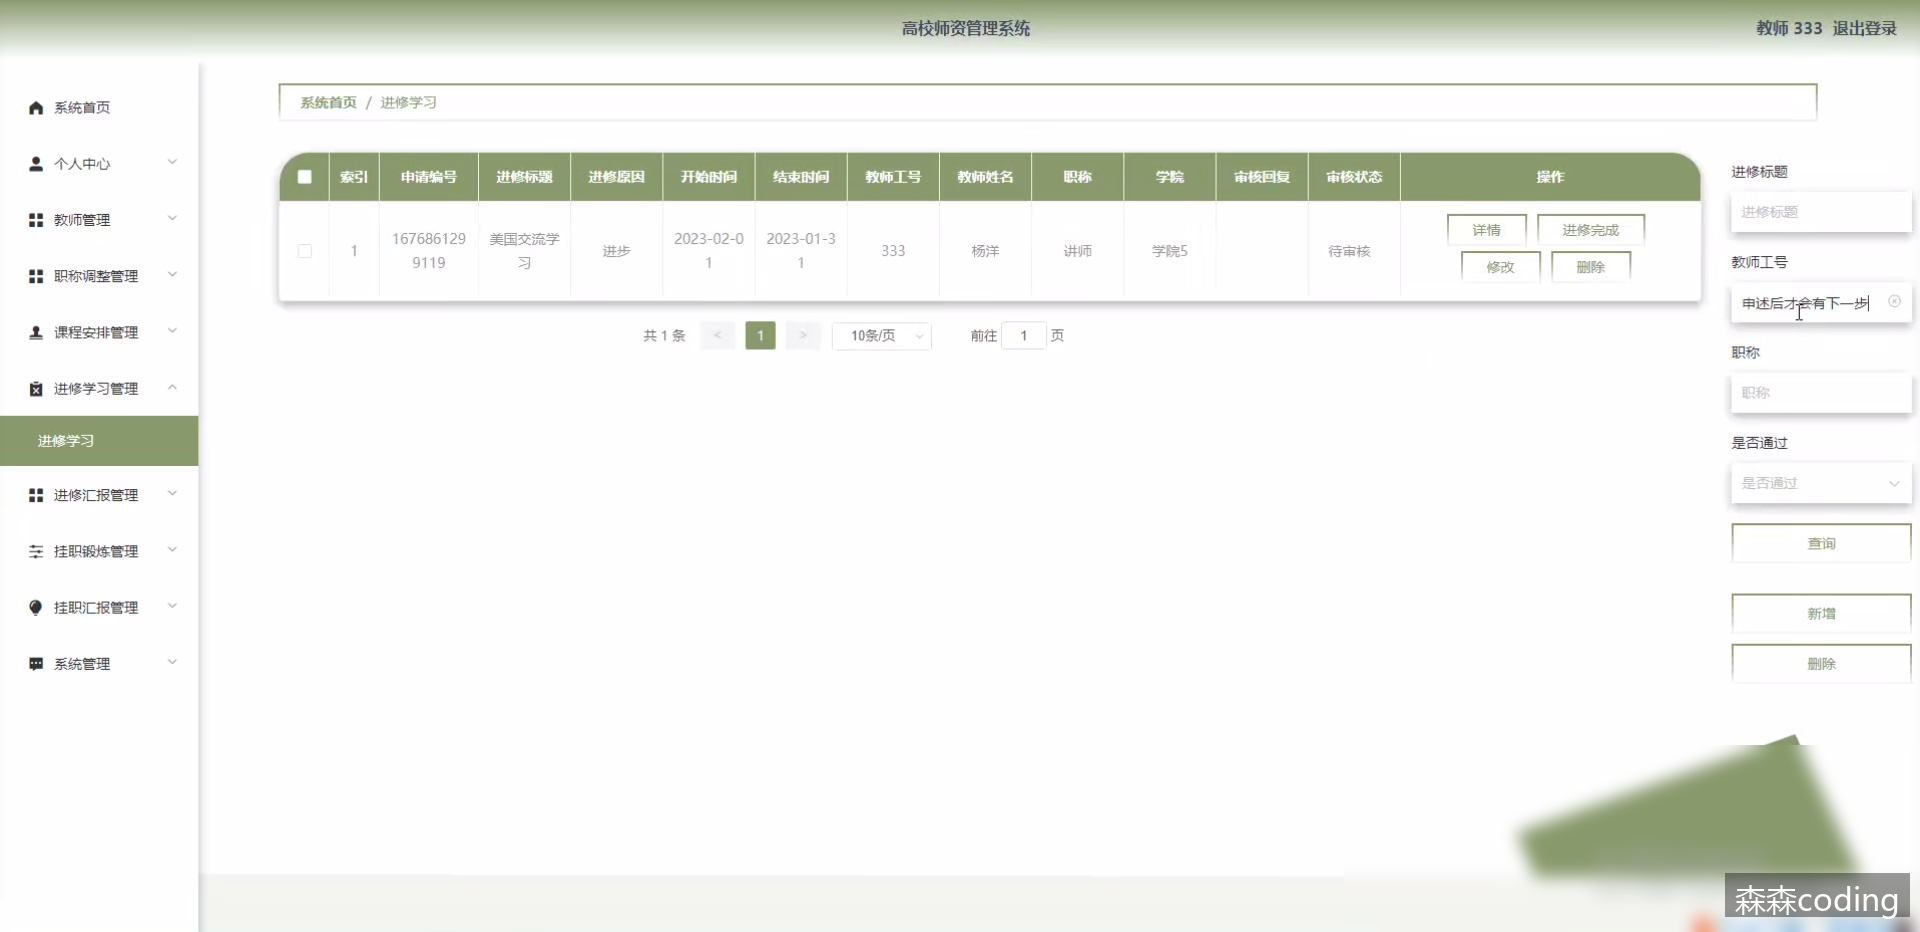 高校师资管理系统
教师 333 退出登录
系统首页
个人中心
教师管理
职称调整管理
课程安排管理
进修学习管理
进修学习
进修汇报管理
挂职锻炼管理
挂职汇报管理
系统管理
系统首页 / 进修学习
索引 申请编号 进修标题 进修原因 开始时间 结束时间 教师工号 教师姓名 职称 学院 审核回复 审核状态 操作
1 167686129 美国交流学 进步 2023-02-0 2023-01-3 333 杨洋 讲师 学院5 待审核 详情 进修完成
9119 习 1 1 修改 删除
共 1 条 < 1 > 10条/页 前往 1 页
进修标题
进修标题
教师工号
申述后才会有下一步
职称
职称
是否通过
是否通过
查询
新增
删除
森森coding